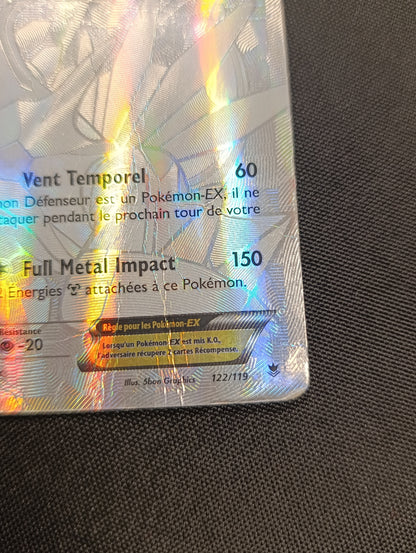 Vent Temporel 60
Défenseur est un Pokémon-EX, il ne
pendant le prochain tour de votre
Full Metal Impact 150
Énergies attachées à ce Pokémon.
Résistance
-20
Règle pour les Pokémon-EX
Lorsqu'un Pokémon-EX est mis K.O.,
l'adversaire récupère 2 cartes Récompense.
Illus. 5ban Graphics 122/119